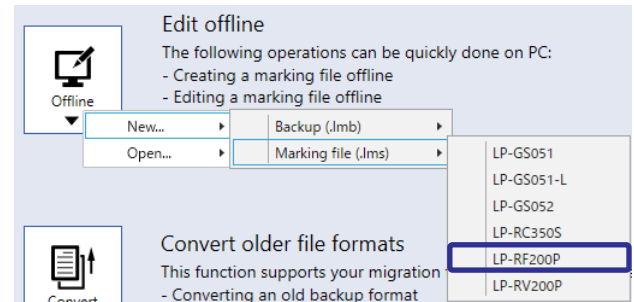 Edit offline
The following operations can be quickly done on PC:
- Creating a marking file offline
- Editing a marking file offline
Offline
New...
Backup (.lmb)
Open...
Marking file (.lms)
LP-GS051
LP-GS051-L
LP-GS052
LP-RC350S
LP-RF200P
LP-RV200P
Convert older file formats
This function supports your migration
- Converting an old backup format
Convert